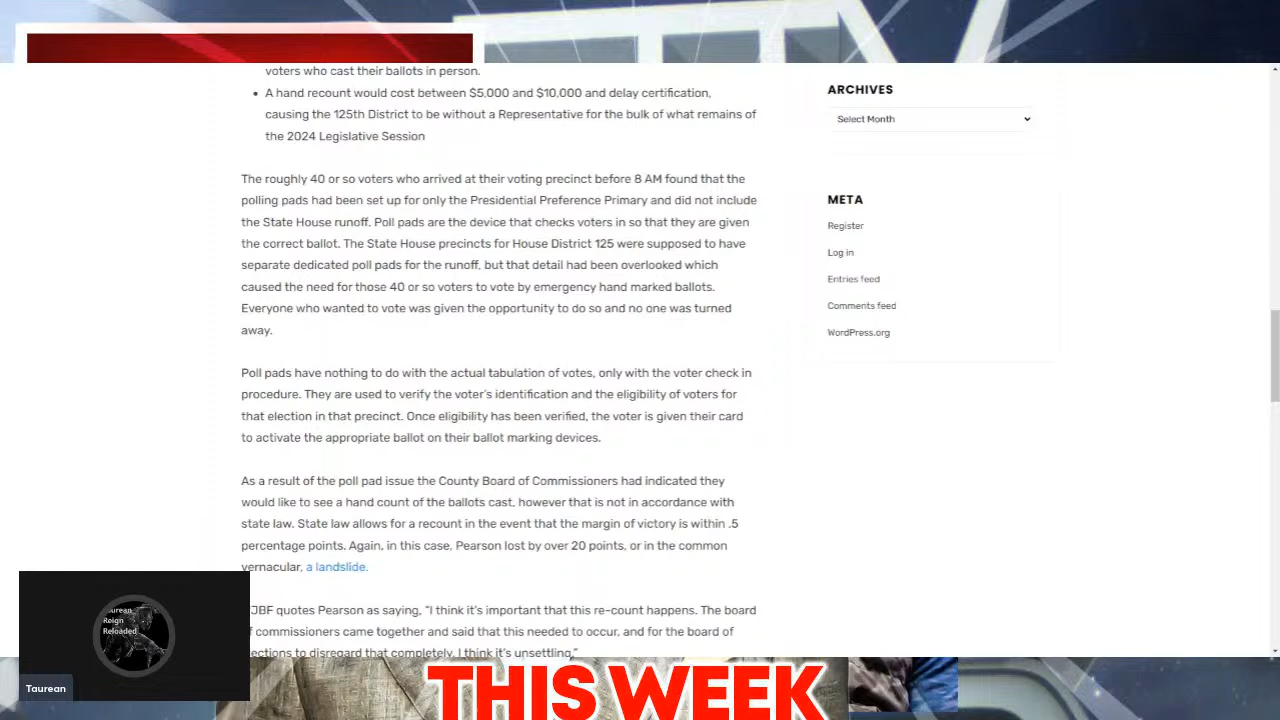 voters who cast their ballots in person.
A hand recount would cost between $5,000 and $10,000 and delay certification,
causing the 125th District to be without a Representative for the bulk of what remains of
the 2024 Legislative Session
The roughly 40 or so voters who arrived at their voting precinct before 8 AM found that the
polling pads had been set up for only the Presidential Preference Primary and did not include
the State House runoff. Poll pads are the device that checks voters in so that they are given
the correct ballot. The State House precincts for House District 125 were supposed to have
separate dedicated poll pads for the runoff, but that detail had been overlooked which
caused the need for those 40 or so voters to vote by emergency hand marked ballots.
Everyone who wanted to vote was given the opportunity to do so and no one was turned
away.
Poll pads have nothing to do with the actual tabulation of votes, only with the voter check in
procedure. They are used to verify the voter's identification and the eligibility of voters for
that election in that precinct. Once eligibility has been verified, the voter is given their card
to activate the appropriate ballot on their ballot marking devices.
As a result of the poll pad issue the County Board of Commissioners had indicated they
would like to see a hand count of the ballots cast, however that is not in accordance with
state law. State law allows for a recount in the event that the margin of victory is within .5
percentage points. Again, in this case, Pearson lost by over 20 points, or in the common
vernacular, a landslide.
JBF quotes Pearson as saying, "I think it's important that this re-count happens. The board
of commissioners came together and said that this needed to occur, and for the board of
ections to disregard that completely, I think it's unsettling,"
ARCHIVES
Select Month
META
Register
Log in
Entries feed
Comments feed
WordPress.org
Taurean
Reign
Reloaded
Taurean
THIS WEEK